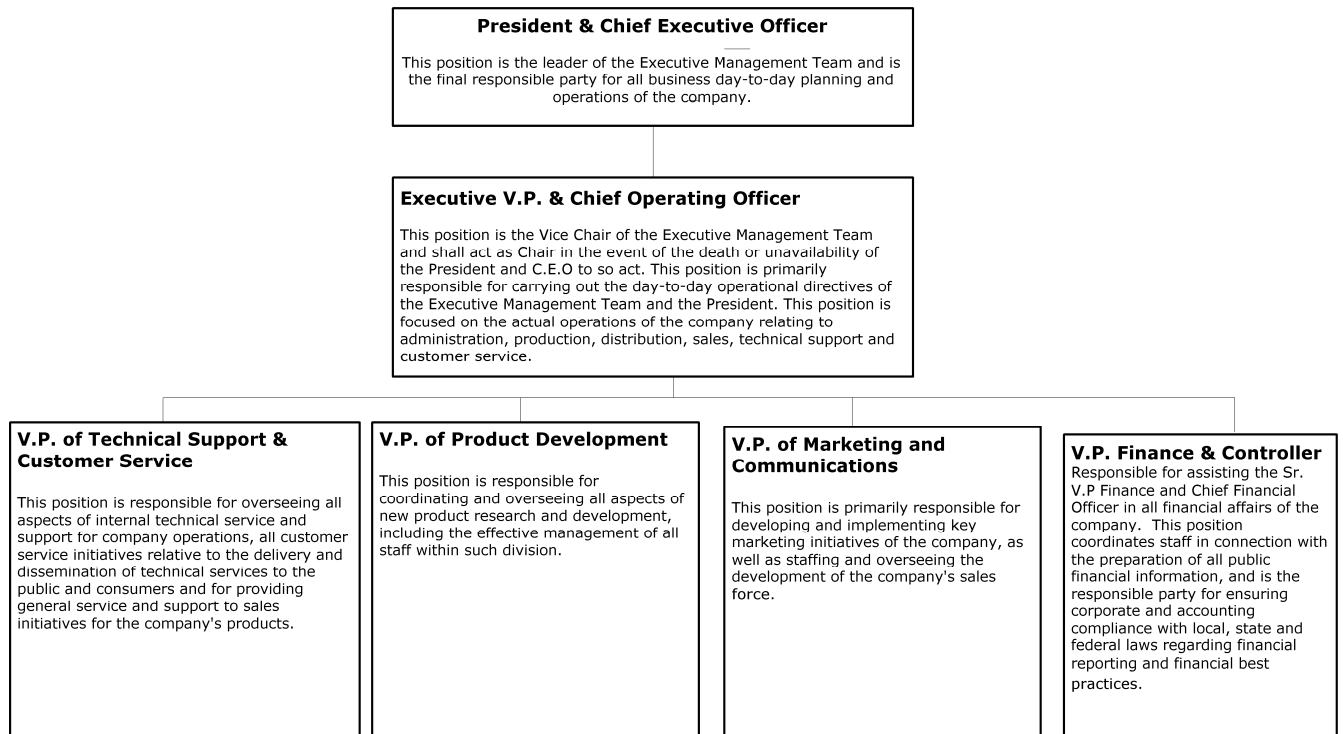 President & Chief Executive Officer
This position is the leader of the Executive Management Team and is
the final responsible party for all business day-to-day planning and
operations of the company.
Executive V.P. & Chief Operating Officer
This position is the Vice Chair of the Executive Management Team
and shall act as Chair in the event of the death or unavailability of
the President and C.E.O to so act. This position is primarily
responsible for carrying out the day-to-day operational directives of
the Executive Management Team and the President. This position is
focused on the actual operations of the company relating to
administration, production, distribution, sales, technical support and
customer service.
V.P. of Technical Support &
Customer Service
This position is responsible for overseeing all
aspects of internal technical service and
support for company operations, all customer
service initiatives relative to the delivery and
dissemination of technical services to the
public and consumers and for providing
general service and support to sales
initiatives for the company's products.
V.P. of Product Development
This position is responsible for
coordinating and overseeing all aspects of
new product research and development,
including the effective management of all
staff within such division.
V.P. of Marketing and
Communications
This position is primarily responsible for
developing and implementing key
marketing initiatives of the company, as
well as staffing and overseeing the
development of the company's sales
force.
V.P. Finance & Controller
Responsible for assisting the Sr.
V.P Finance and Chief Financial
Officer in all financial affairs of the
company.  This position
coordinates staff in connection with
the preparation of all public
financial information, and is the
responsible party for ensuring
corporate and accounting
compliance with local, state and
federal laws regarding financial
reporting and financial best
practices.